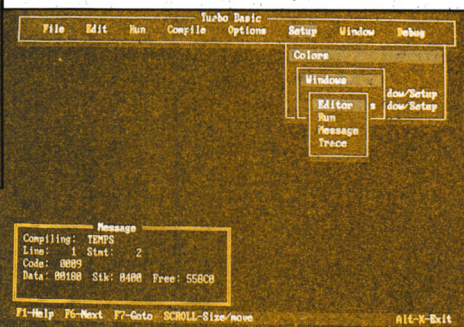 Turbo Basic
File Edit Run Compile Options Setup Window Debug
Colors
Windows
dow/Setup
s dow/Setup
Editor
Run
Message
Trace
Message
Compiling: TEMPS
Line: 1 Stmt: 2
Code: 0009
Data: 00180 Stk: 0400 Free: 558C0
F1-Help F6-Next F7-Goto SCROLL-Size/move Alt-X-Exit